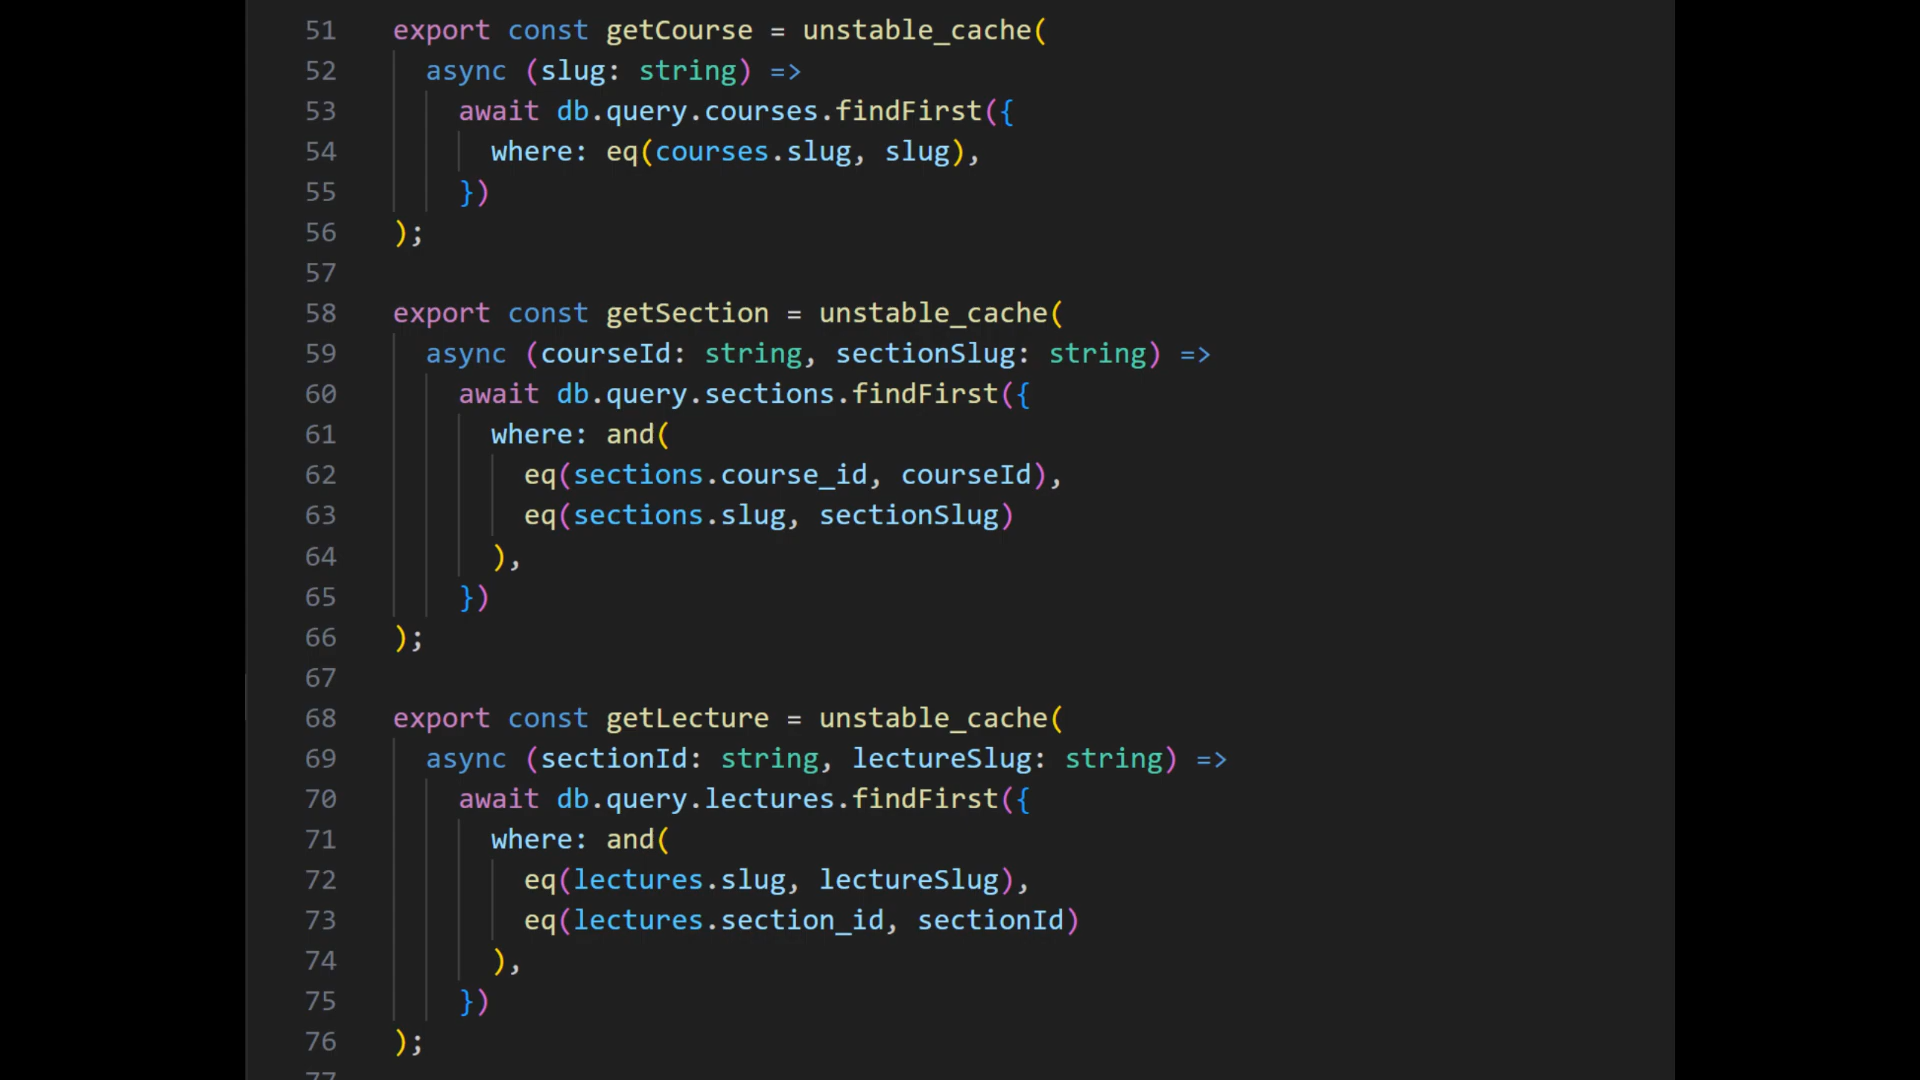 51 export const getCourse = unstable_cache(
52 async (slug: string) =>
53 await db.query.courses.findFirst({
54 where: eq(courses.slug, slug),
55 })
56 );
57
58 export const getSection = unstable_cache(
59 async (courseId: string, sectionSlug: string) =>
60 await db.query.sections.findFirst({
61 where: and(
62 eq(sections.course_id, courseId),
63 eq(sections.slug, sectionSlug)
64 ),
65 })
66 );
67
68 export const getLecture = unstable_cache(
69 async (sectionId: string, lectureSlug: string) =>
70 await db.query.lectures.findFirst({
71 where: and(
72 eq(lectures.slug, lectureSlug),
73 eq(lectures.section_id, sectionId)
74 ),
75 })
76 );
77